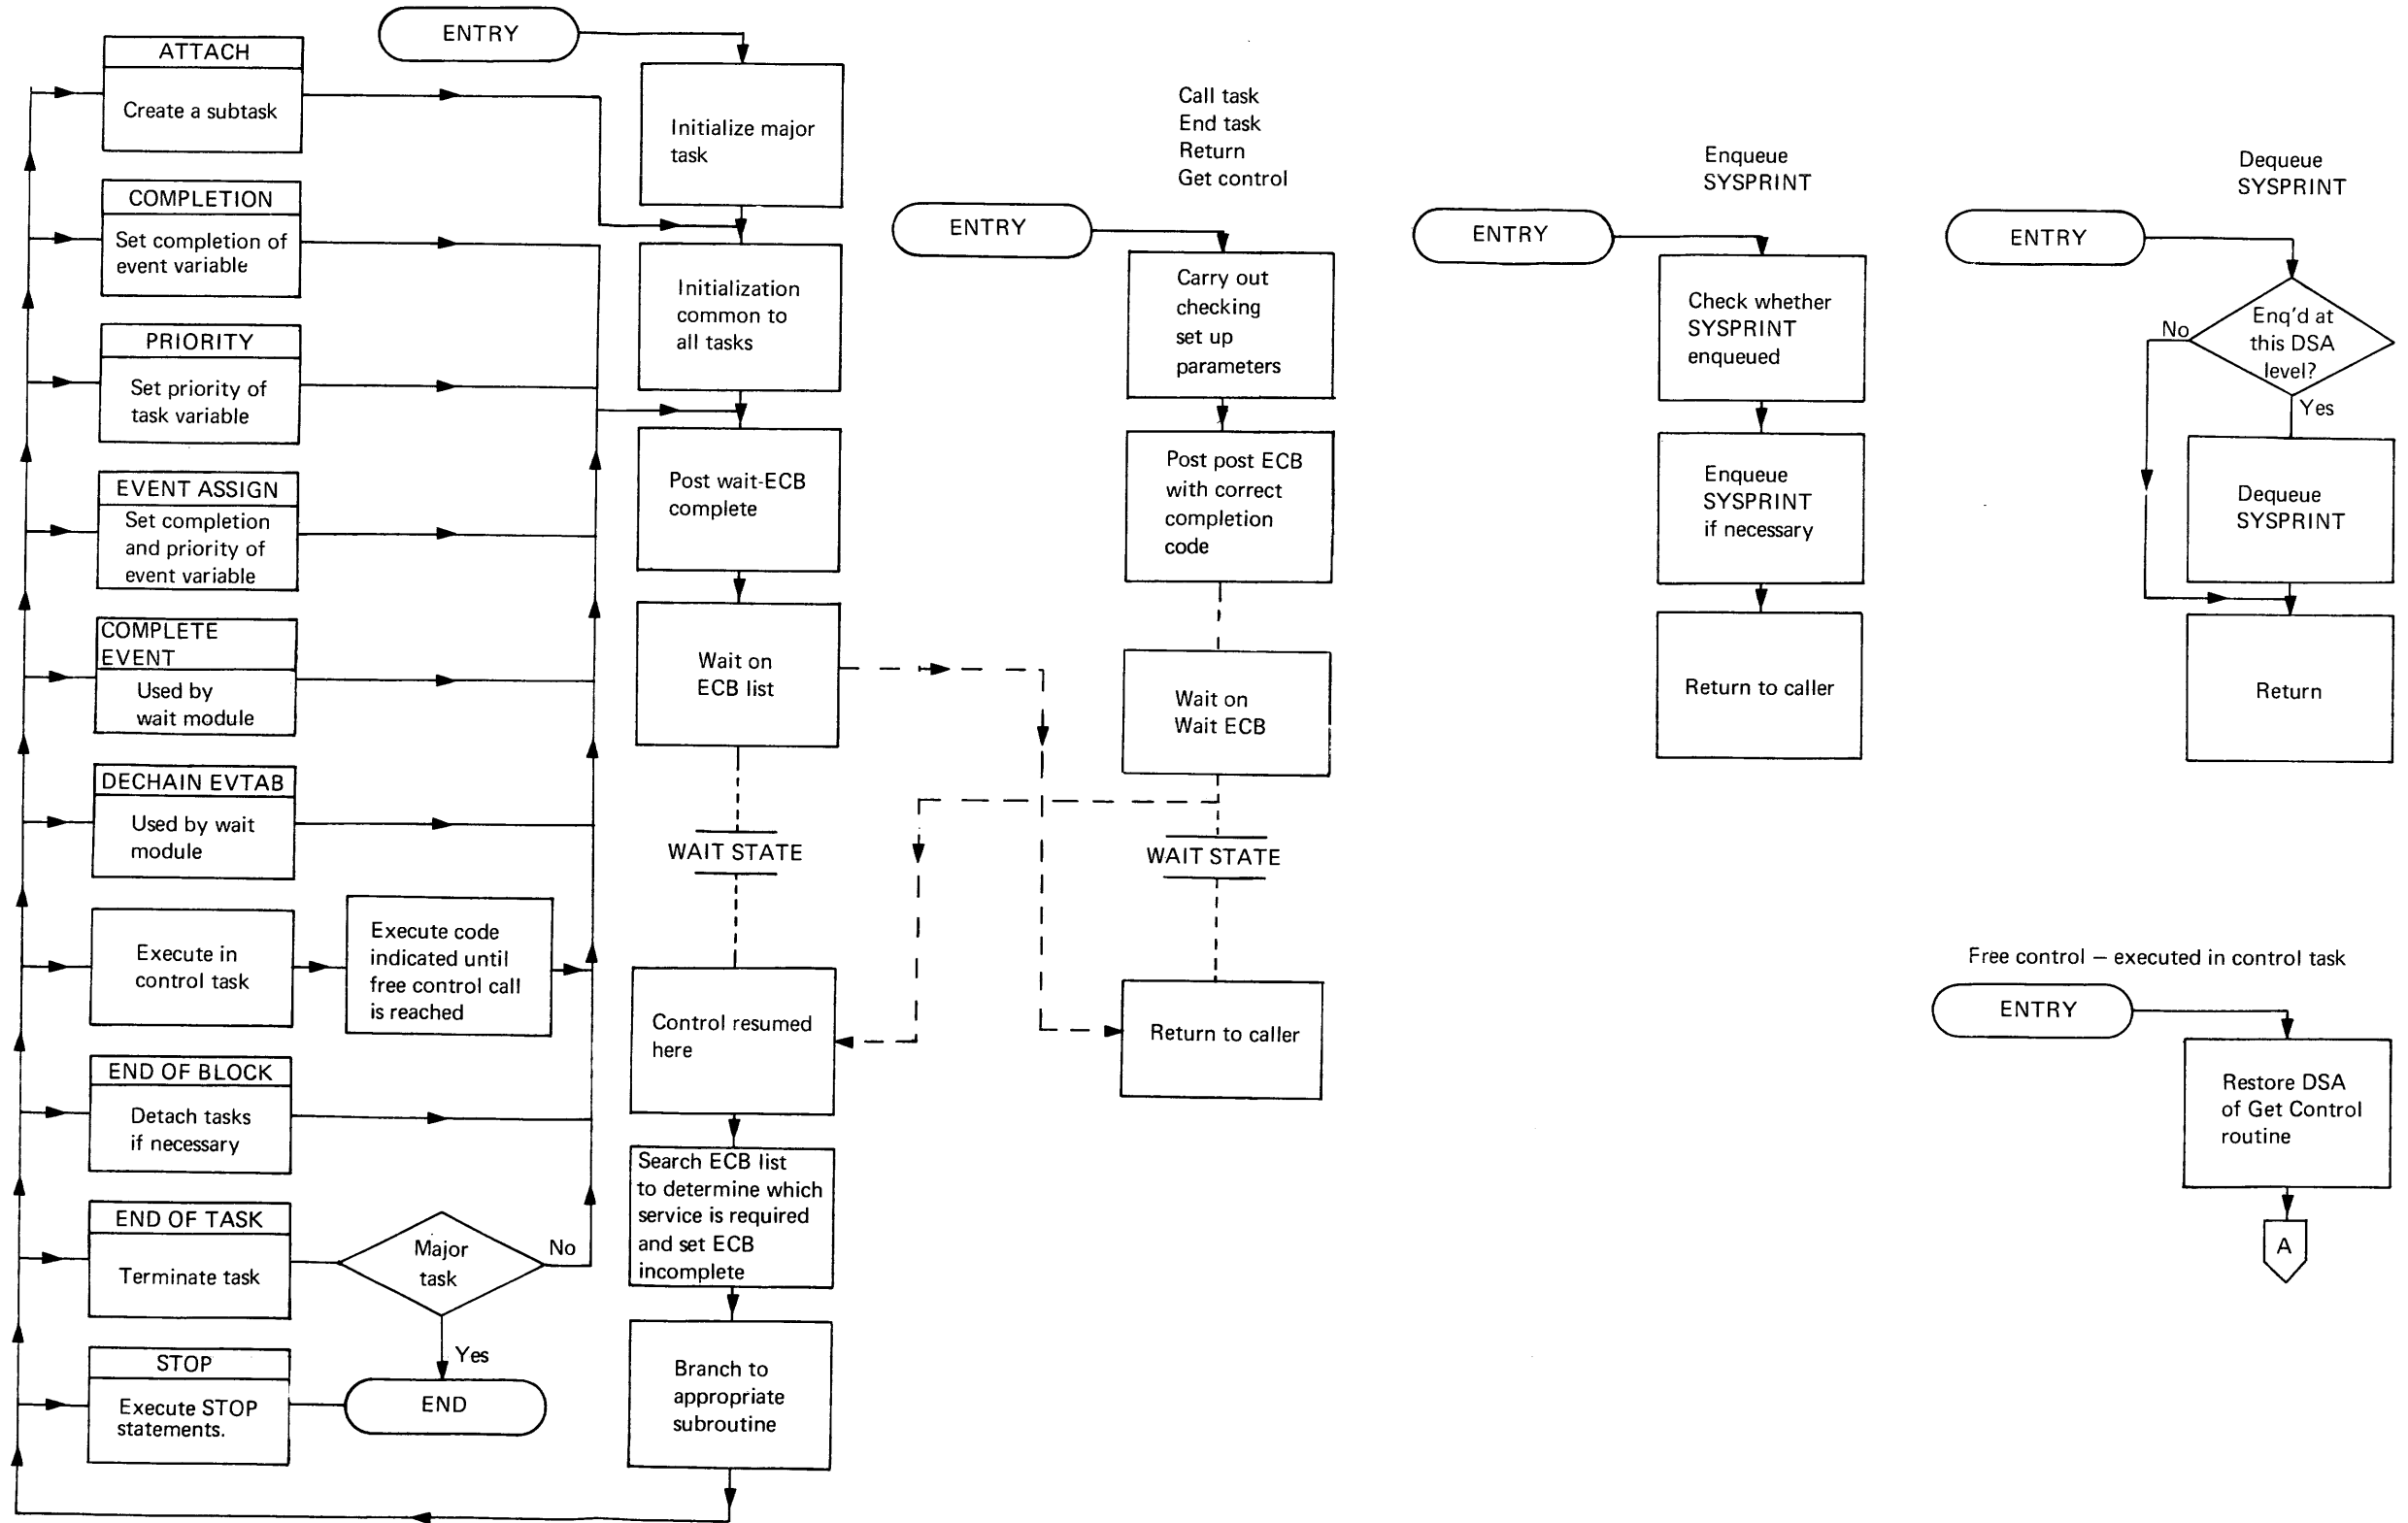 ATTACH
Create a subtask
COMPLETION
Set completion of
event variable
PRIORITY
Set priority of
task variable
EVENT ASSIGN
Set completion
and priority of
event variable
COMPLETE
EVENT
Used by
wait module
DECHAIN EVTAB
Used by wait
module
Execute in
control task
Execute code
indicated until
free control call
is reached
END OF BLOCK
Detach tasks
if necessary
END OF TASK
Terminate task
Major
task
No
Yes
STOP
Execute STOP
statements.
END
ENTRY
Initialize major
task
Initialization
common to
all tasks
Post wait-ECB
complete
Wait on
ECB list
WAIT STATE
Control resumed
here
Search ECB list
to determine which
service is required
and set ECB
incomplete
Branch to
appropriate
subroutine
Call task
End task
Return
Get control
ENTRY
Carry out
checking
set up
parameters
Post post ECB
with correct
completion
code
Wait on
Wait ECB
WAIT STATE
Return to caller
Enqueue
SYSPRINT
ENTRY
Check whether
SYSPRINT
enqueued
Enqueue
SYSPRINT
if necessary
Return to caller
Dequeue
SYSPRINT
ENTRY
Enq'd at
this DSA
level?
No
Yes
Dequeue
SYSPRINT
Return
Free control — executed in control task
ENTRY
Restore DSA
of Get Control
routine
A